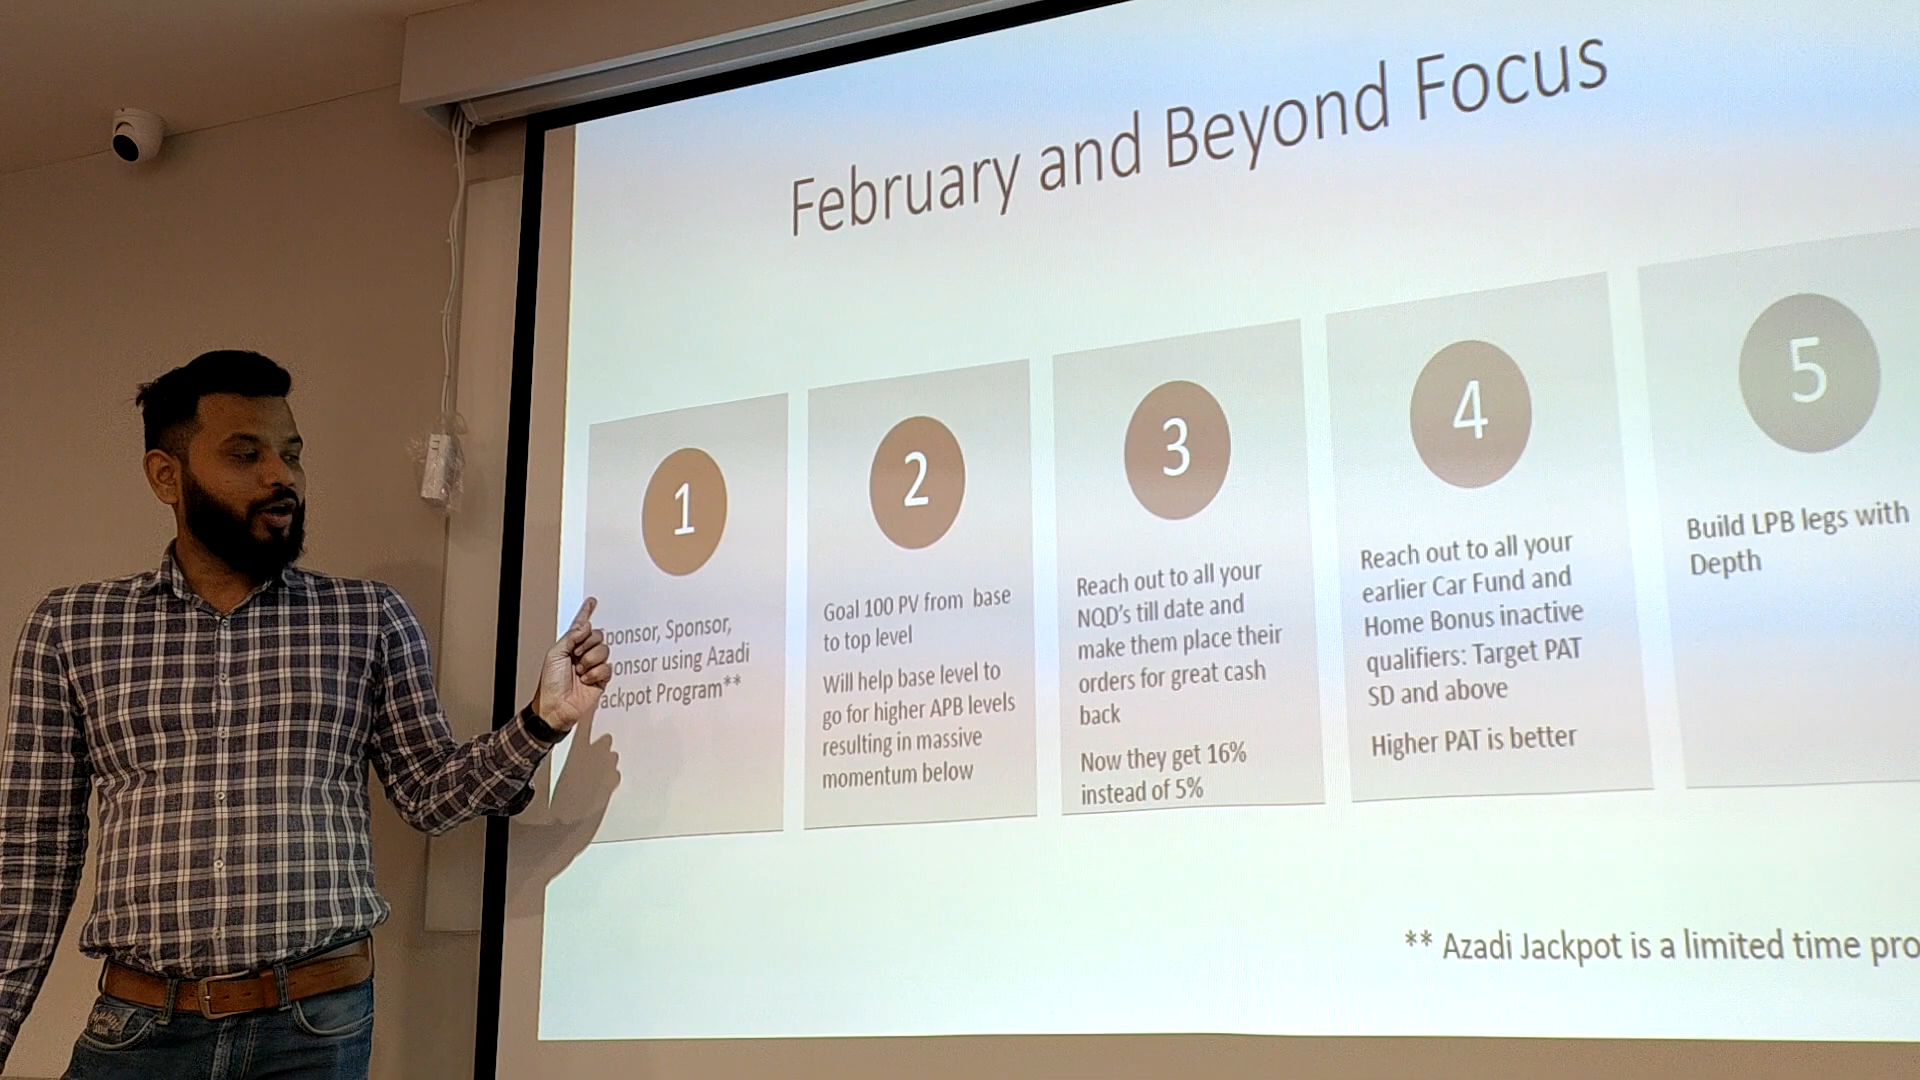 February and Beyond Focus
1
Sponsor, Sponsor,
using Azadi
Program**
2
Goal 100 PV from base
to top level
Will help base level to
go for higher APB levels
resulting in massive
momentum below
3
Reach out to all your
NQD's till date and
make them place their
orders for great cash
back
Now they get 16%
instead of 5%
4
Reach out to all your
earlier Car Fund and
Home Bonus inactive
qualifiers: Target PAT
SD and above
Higher PAT is better
5
Build LPB legs with
Depth
** Azadi Jackpot is a limited time pro